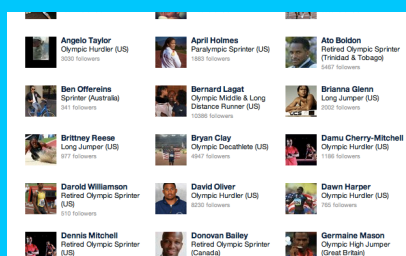 Angelo Taylor
Olympic Hurdler (US)
3030 followers
April Holmes
Paralympic Sprinter (US)
1883 followers
Ato Boldon
Retired Olympic Sprinter
(Trinidad & Tobago)
5467 followers
Ben Offereins
Sprinter (Australia)
341 followers
Bernard Lagat
Olympic Middle & Long
Distance Runner (US)
10386 followers
Brianna Glenn
Long Jumper (US)
2002 followers
Brittney Reese
Long Jumper (US)
977 followers
Bryan Clay
Olympic Decathlete (US)
4947 followers
Damu Cherry-Mitchell
Olympic Hurdler (US)
1186 followers
Darold Williamson
Retired Olympic Sprinter
(US)
510 followers
David Oliver
Olympic Hurdler (US)
8230 followers
Dawn Harper
Olympic Hurdler (US)
765 followers
Dennis Mitchell
Retired Olympic Sprinter
(US)
Donovan Bailey
Retired Olympic Sprinter
(Canada)
Germaine Mason
Olympic High Jumper
(Great Britain)